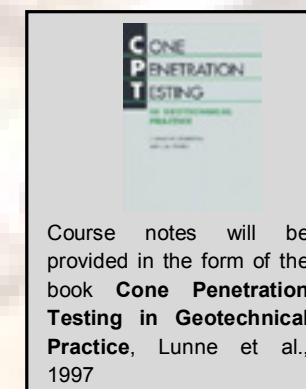 CONE
PENETRATION
TESTING
IN GEOTECHNICAL
PRACTICE
Course notes will be
provided in the form of the
book Cone Penetration
Testing in Geotechnical
Practice, Lunne et al.,
1997